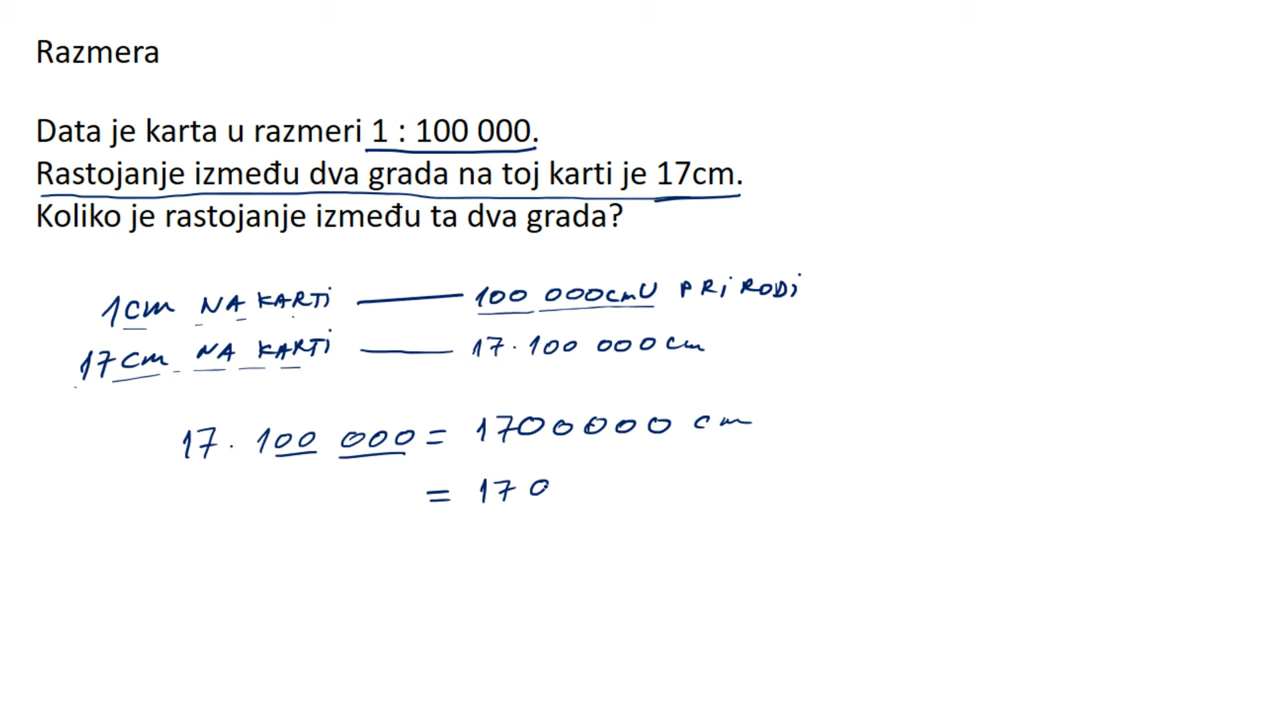 Razmera
Data je karta u razmeri 1 : 100 000.
Rastojanje između dva grada na toj karti je 17cm.
Koliko je rastojanje između ta dva grada?
1cm NA KARTI — 100 000cm U PRIRODI
17cm NA KARTI — 17·100 000cm
17·100 000 = 1700000 cm
= 170